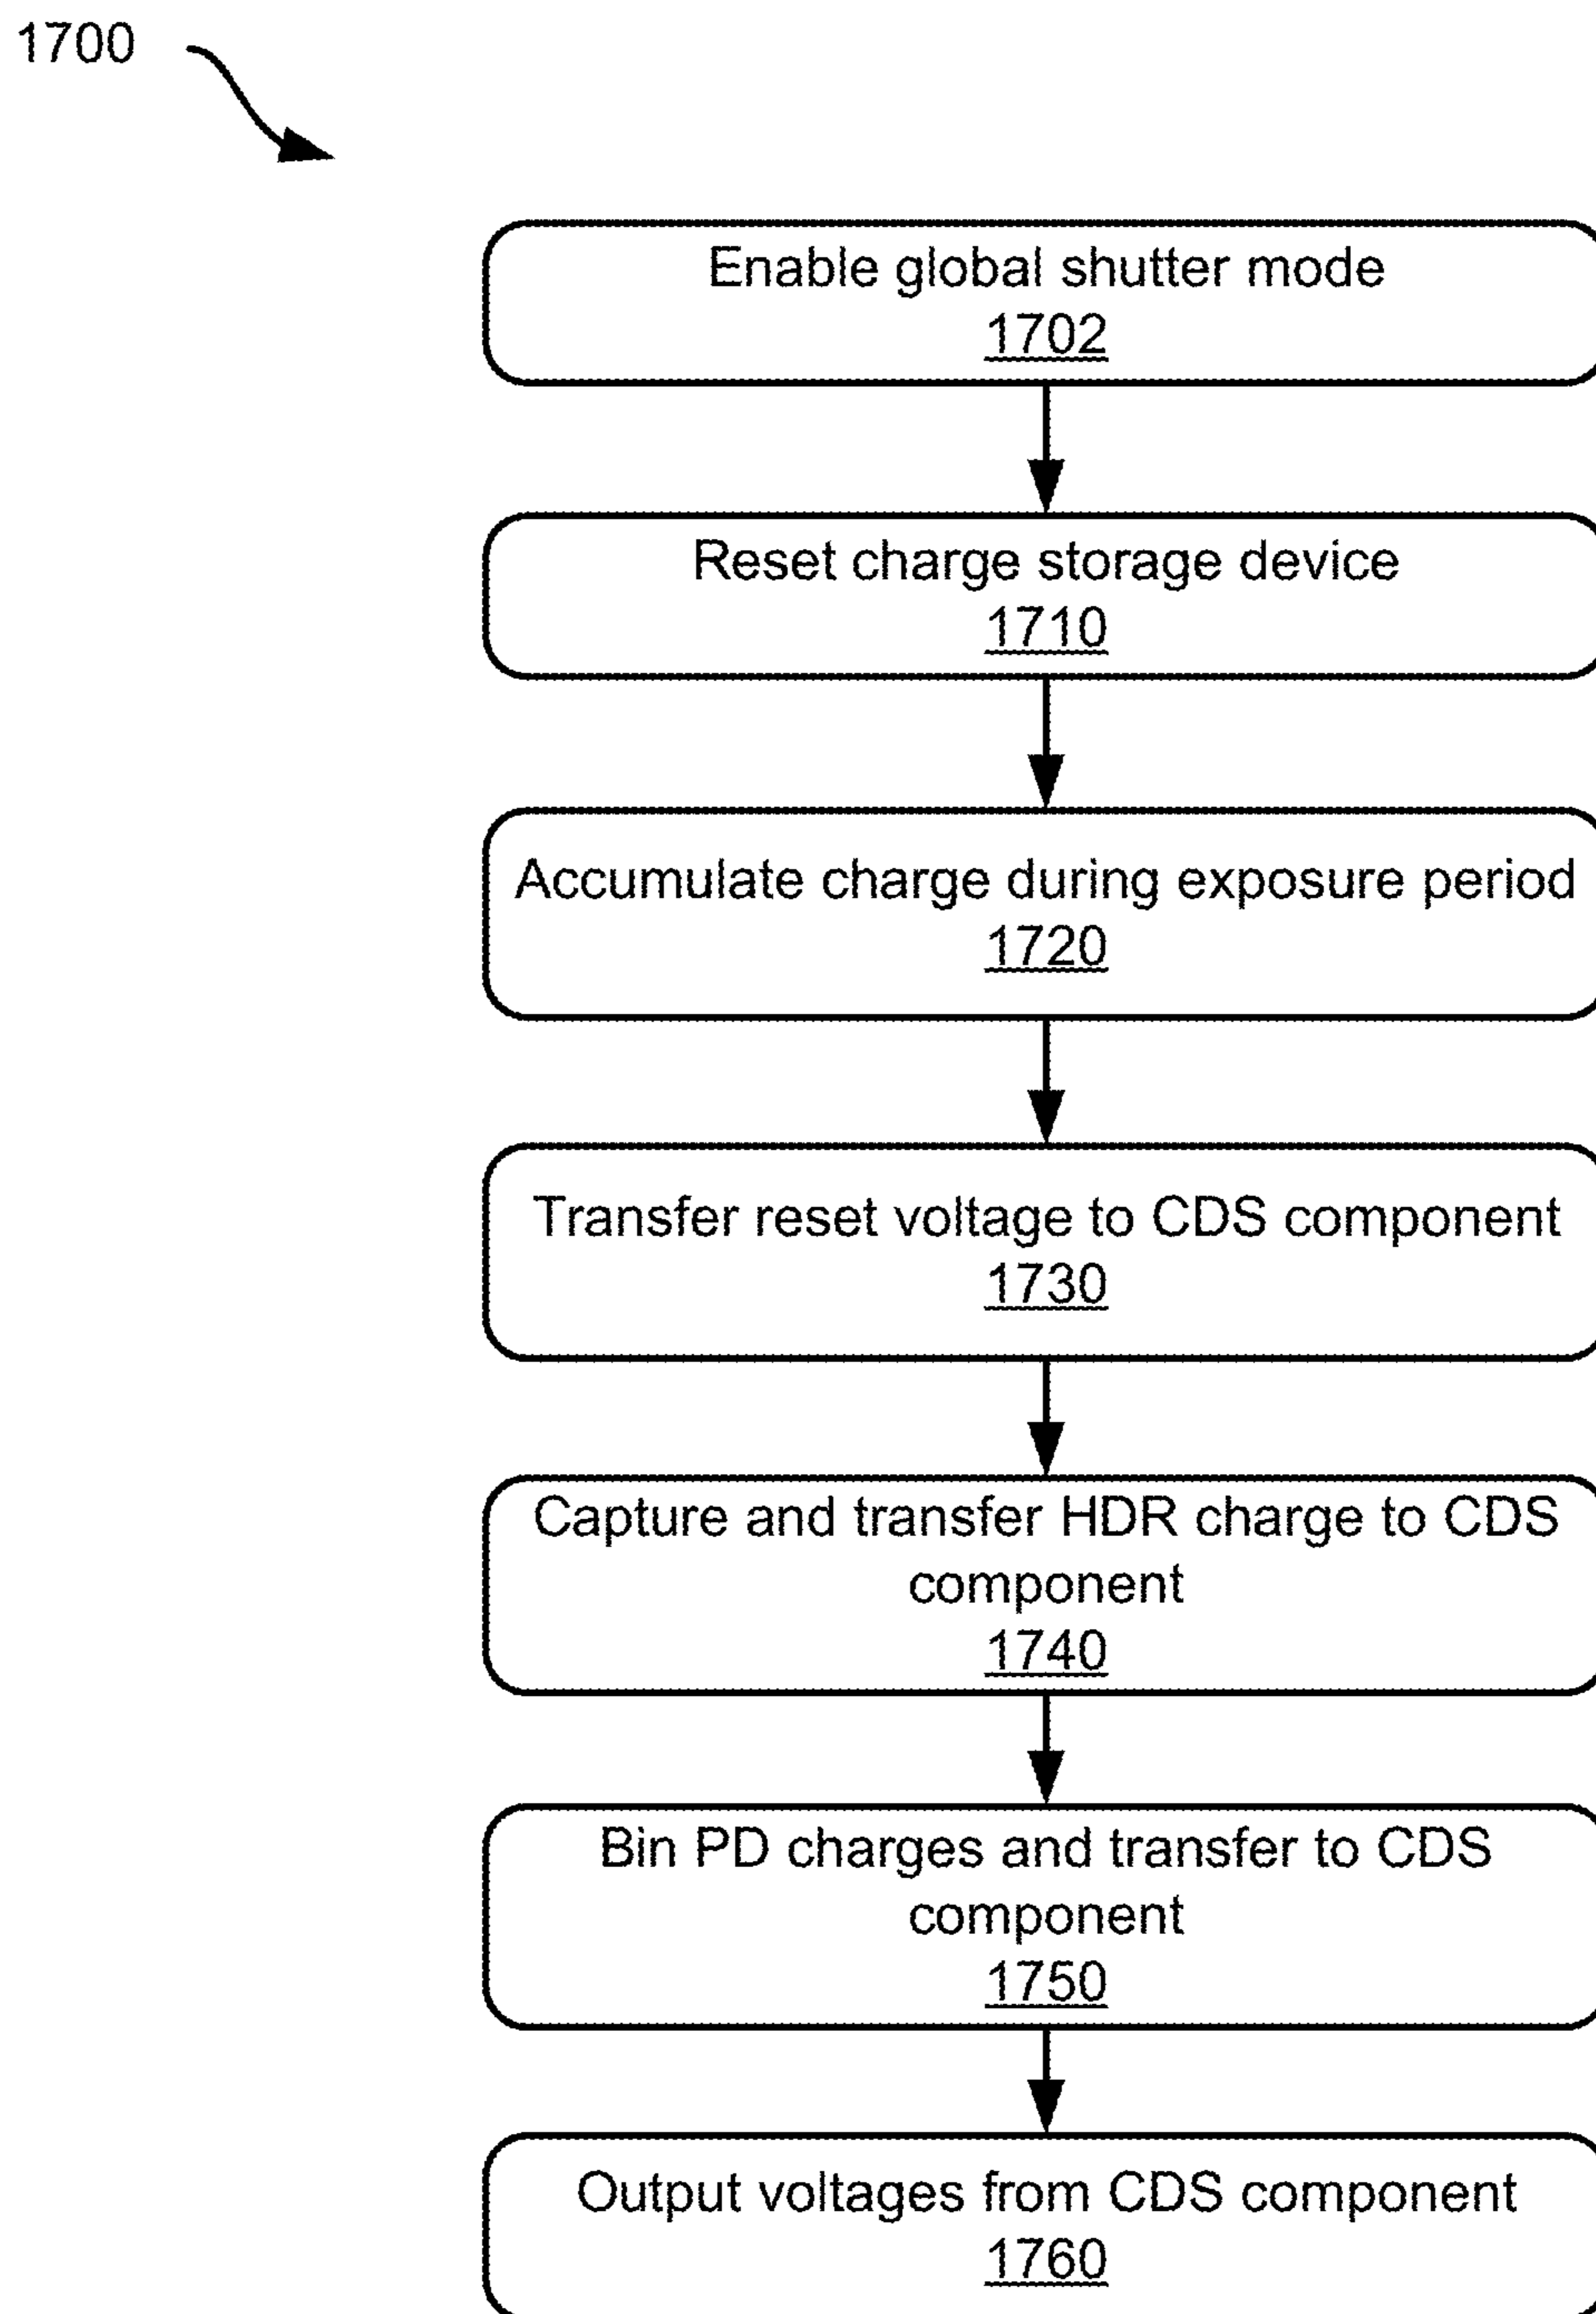 1700
Enable global shutter mode
1702
Reset charge storage device
1710
Accumulate charge during exposure period
1720
Transfer reset voltage to CDS component
1730
Capture and transfer HDR charge to CDS
component
1740
Bin PD charges and transfer to CDS
component
1750
Output voltages from CDS component
1760